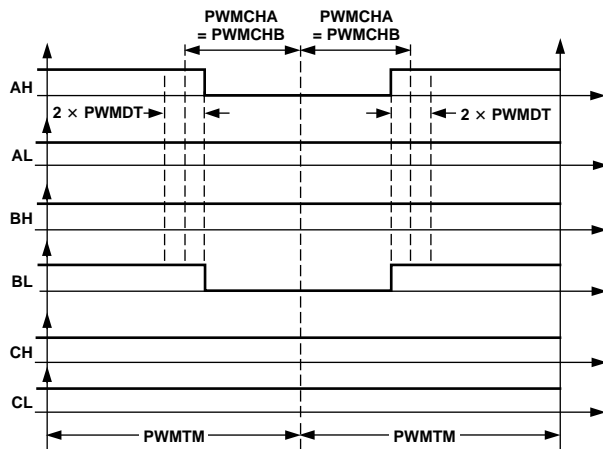 PWMCHA
= PWMCHB
PWMCHA
= PWMCHB
AH
2 × PWMDT
2 × PWMDT
AL
BH
BL
CH
CL
PWMTM
PWMTM